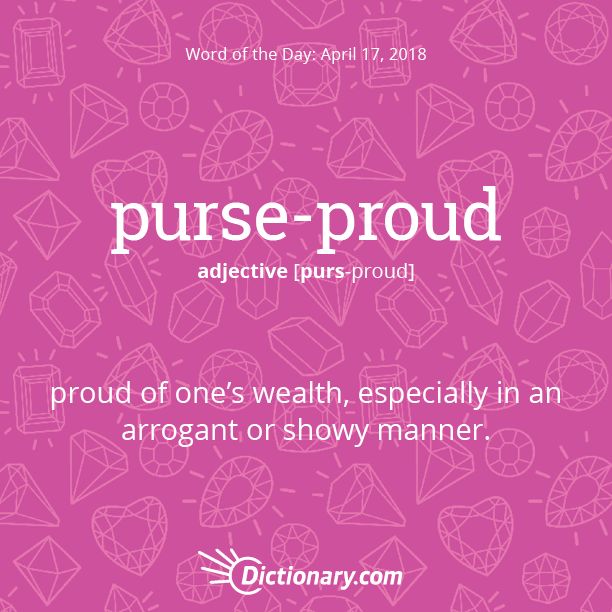 Word of the Day: April 17, 2018
purse-proud
adjective [purs-proud]
proud of one’s wealth, especially in an
arrogant or showy manner.
Dictionary.com